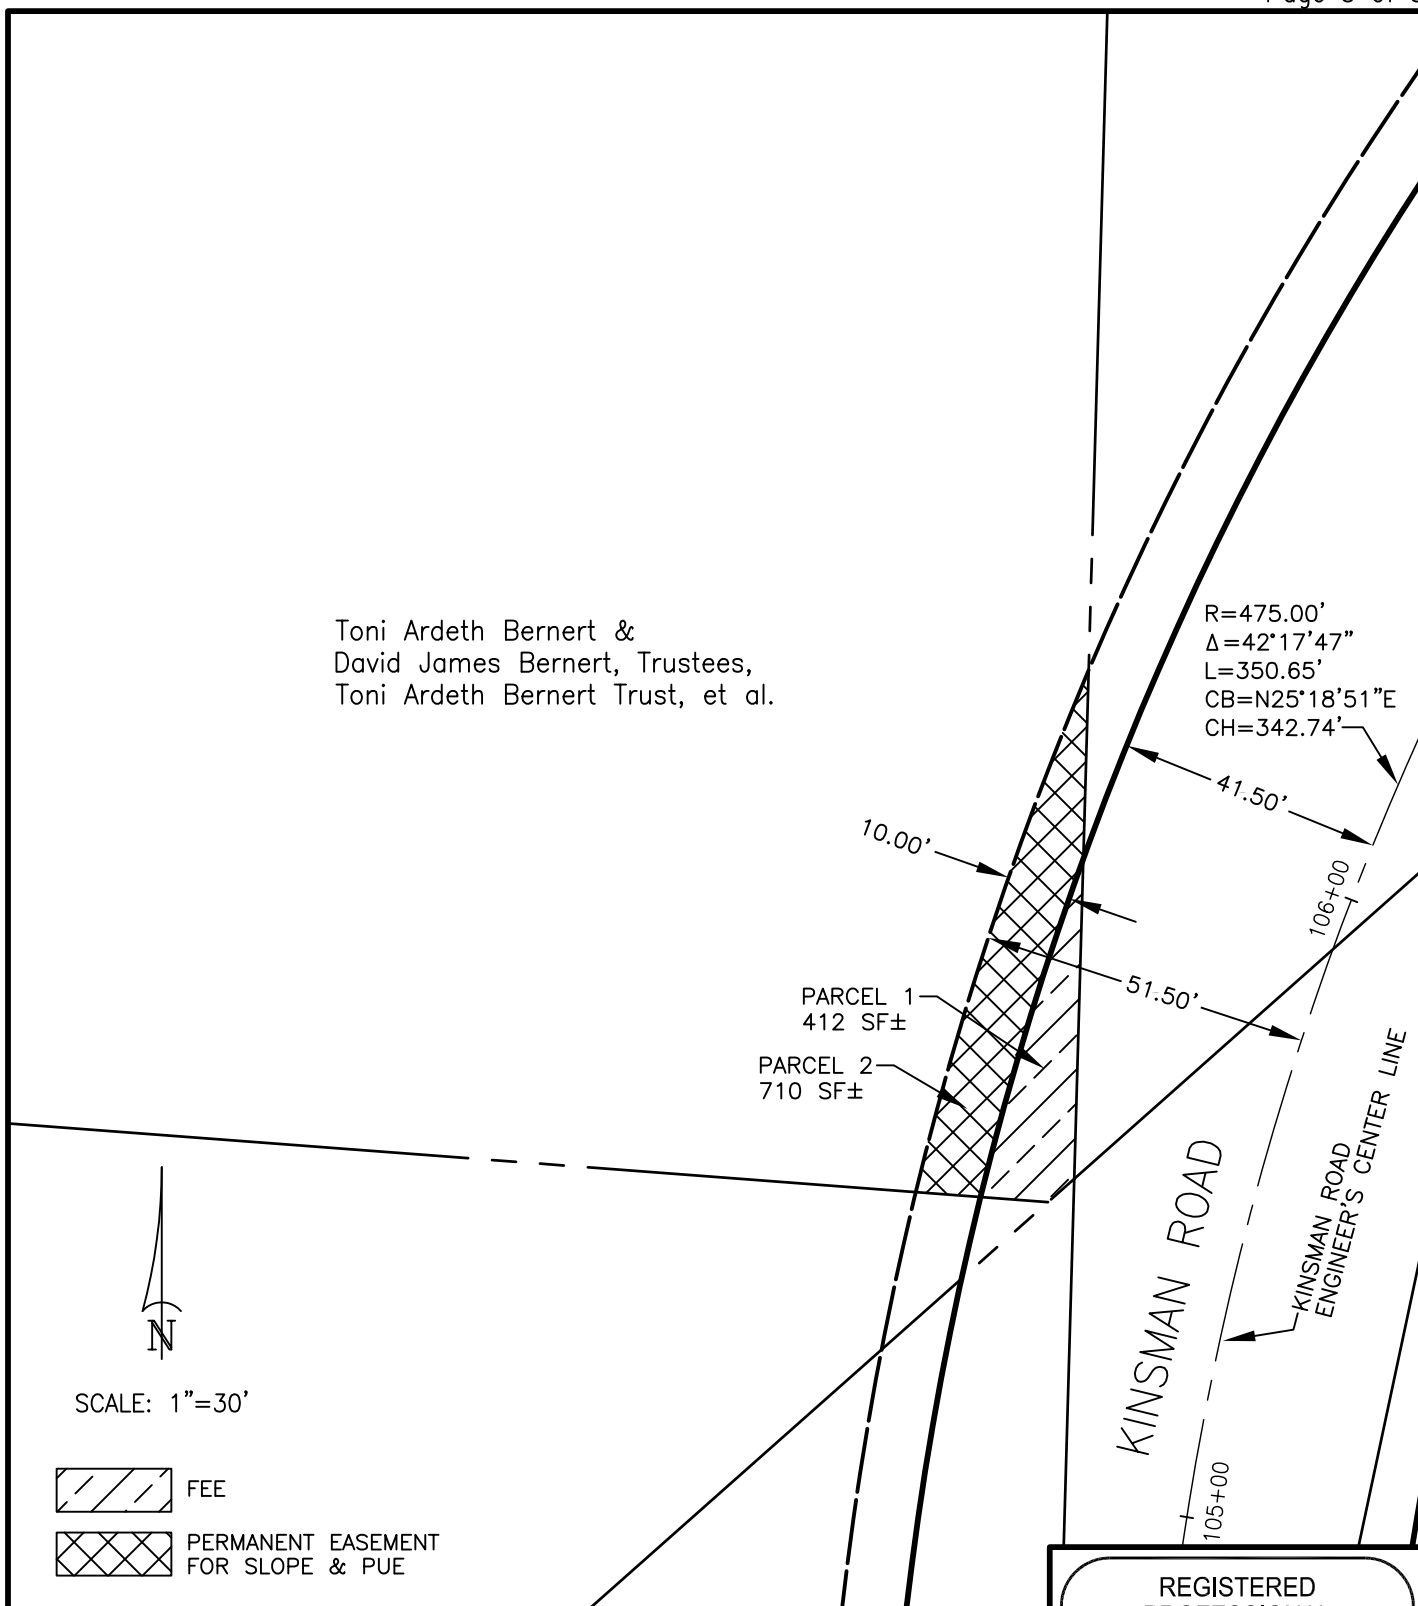 Toni Ardeth Bernert &
David James Bernert, Trustees,
Toni Ardeth Bernert Trust, et al.
R=475.00'
Δ=42°17'47"
L=350.65'
CB=N25°18'51"E
CH=342.74'
41.50'
10.00'
106+00
51.50'
PARCEL 1
412 SF±
PARCEL 2
710 SF±
KINSMAN ROAD
KINSMAN ROAD
ENGINEER'S CENTER LINE
105+00
N
SCALE: 1"=30'
FEE
PERMANENT EASEMENT
FOR SLOPE & PUE
REGISTERED